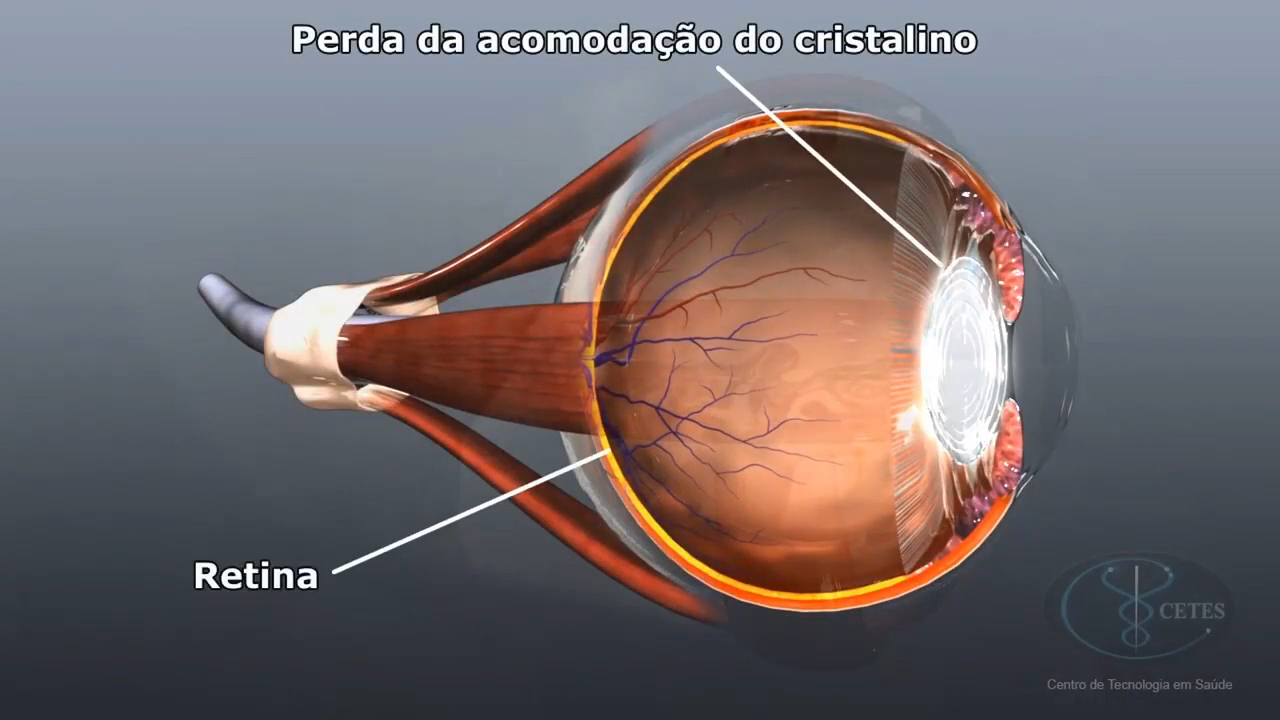 Perda da acomodação do cristalino
Retina
CETES
Centro de Tecnologia em Saúde